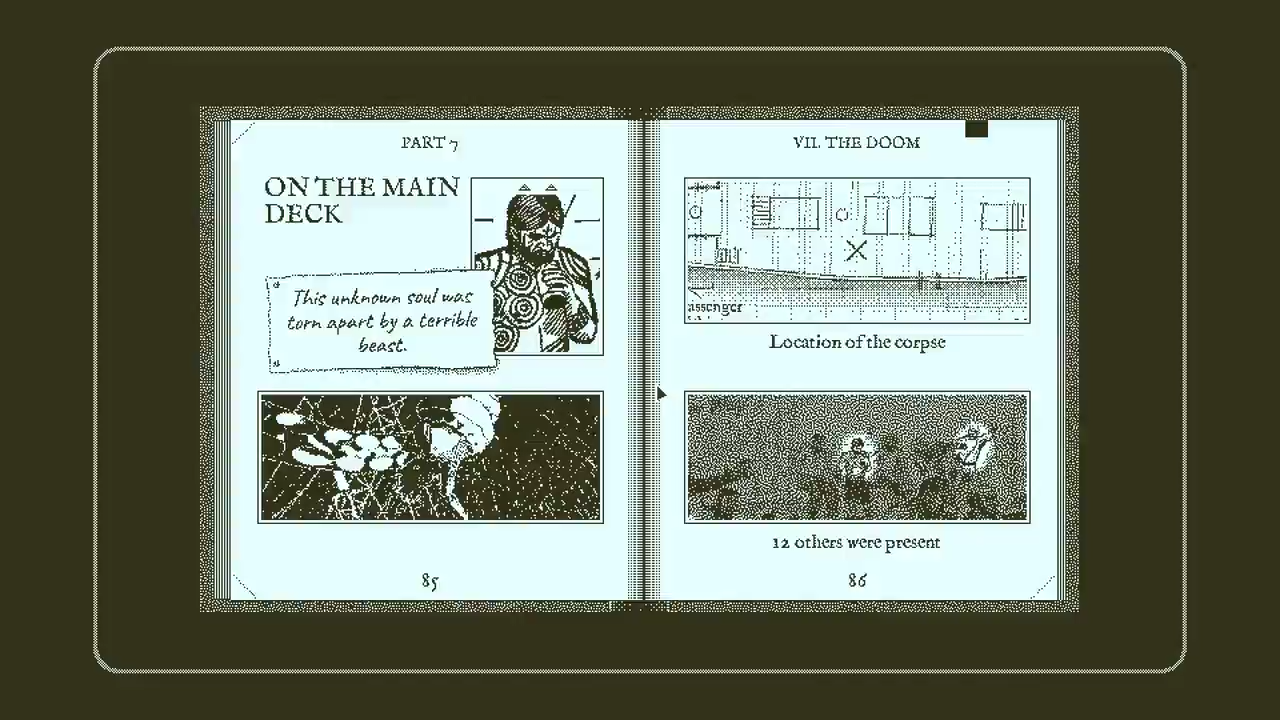 PART 7
ON THE MAIN
DECK
This unknown soul was
torn apart by a terrible
beast.
85
VII. THE DOOM
assenger
Location of the corpse
12 others were present
86